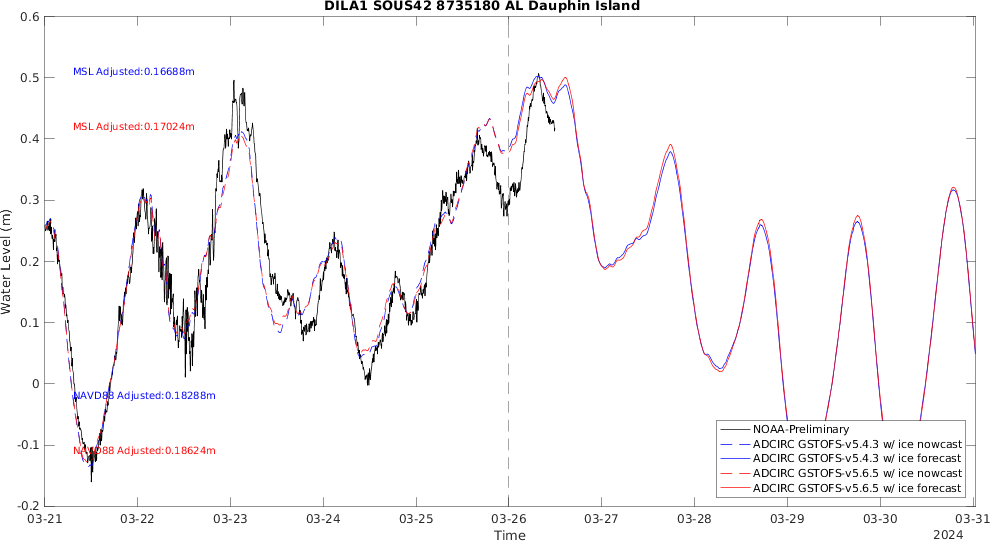 DILA1 SOUS42 8735180 AL Dauphin Island
0.6
0.5
0.4
0.3
0.2
0.1
0
-0.1
-0.2
Water Level (m)
MSL Adjusted:0.16688m
MSL Adjusted:0.17024m
NAVD88 Adjusted:0.18288m
NAVD88 Adjusted:0.18624m
NOAA-Preliminary
ADCIRC GSTOFS-v5.4.3 w/ ice nowcast
ADCIRC GSTOFS-v5.4.3 w/ ice forecast
ADCIRC GSTOFS-v5.6.5 w/ ice nowcast
ADCIRC GSTOFS-v5.6.5 w/ ice forecast
03-21 03-22 03-23 03-24 03-25 03-26 03-27 03-28 03-29 03-30 03-31
Time
2024